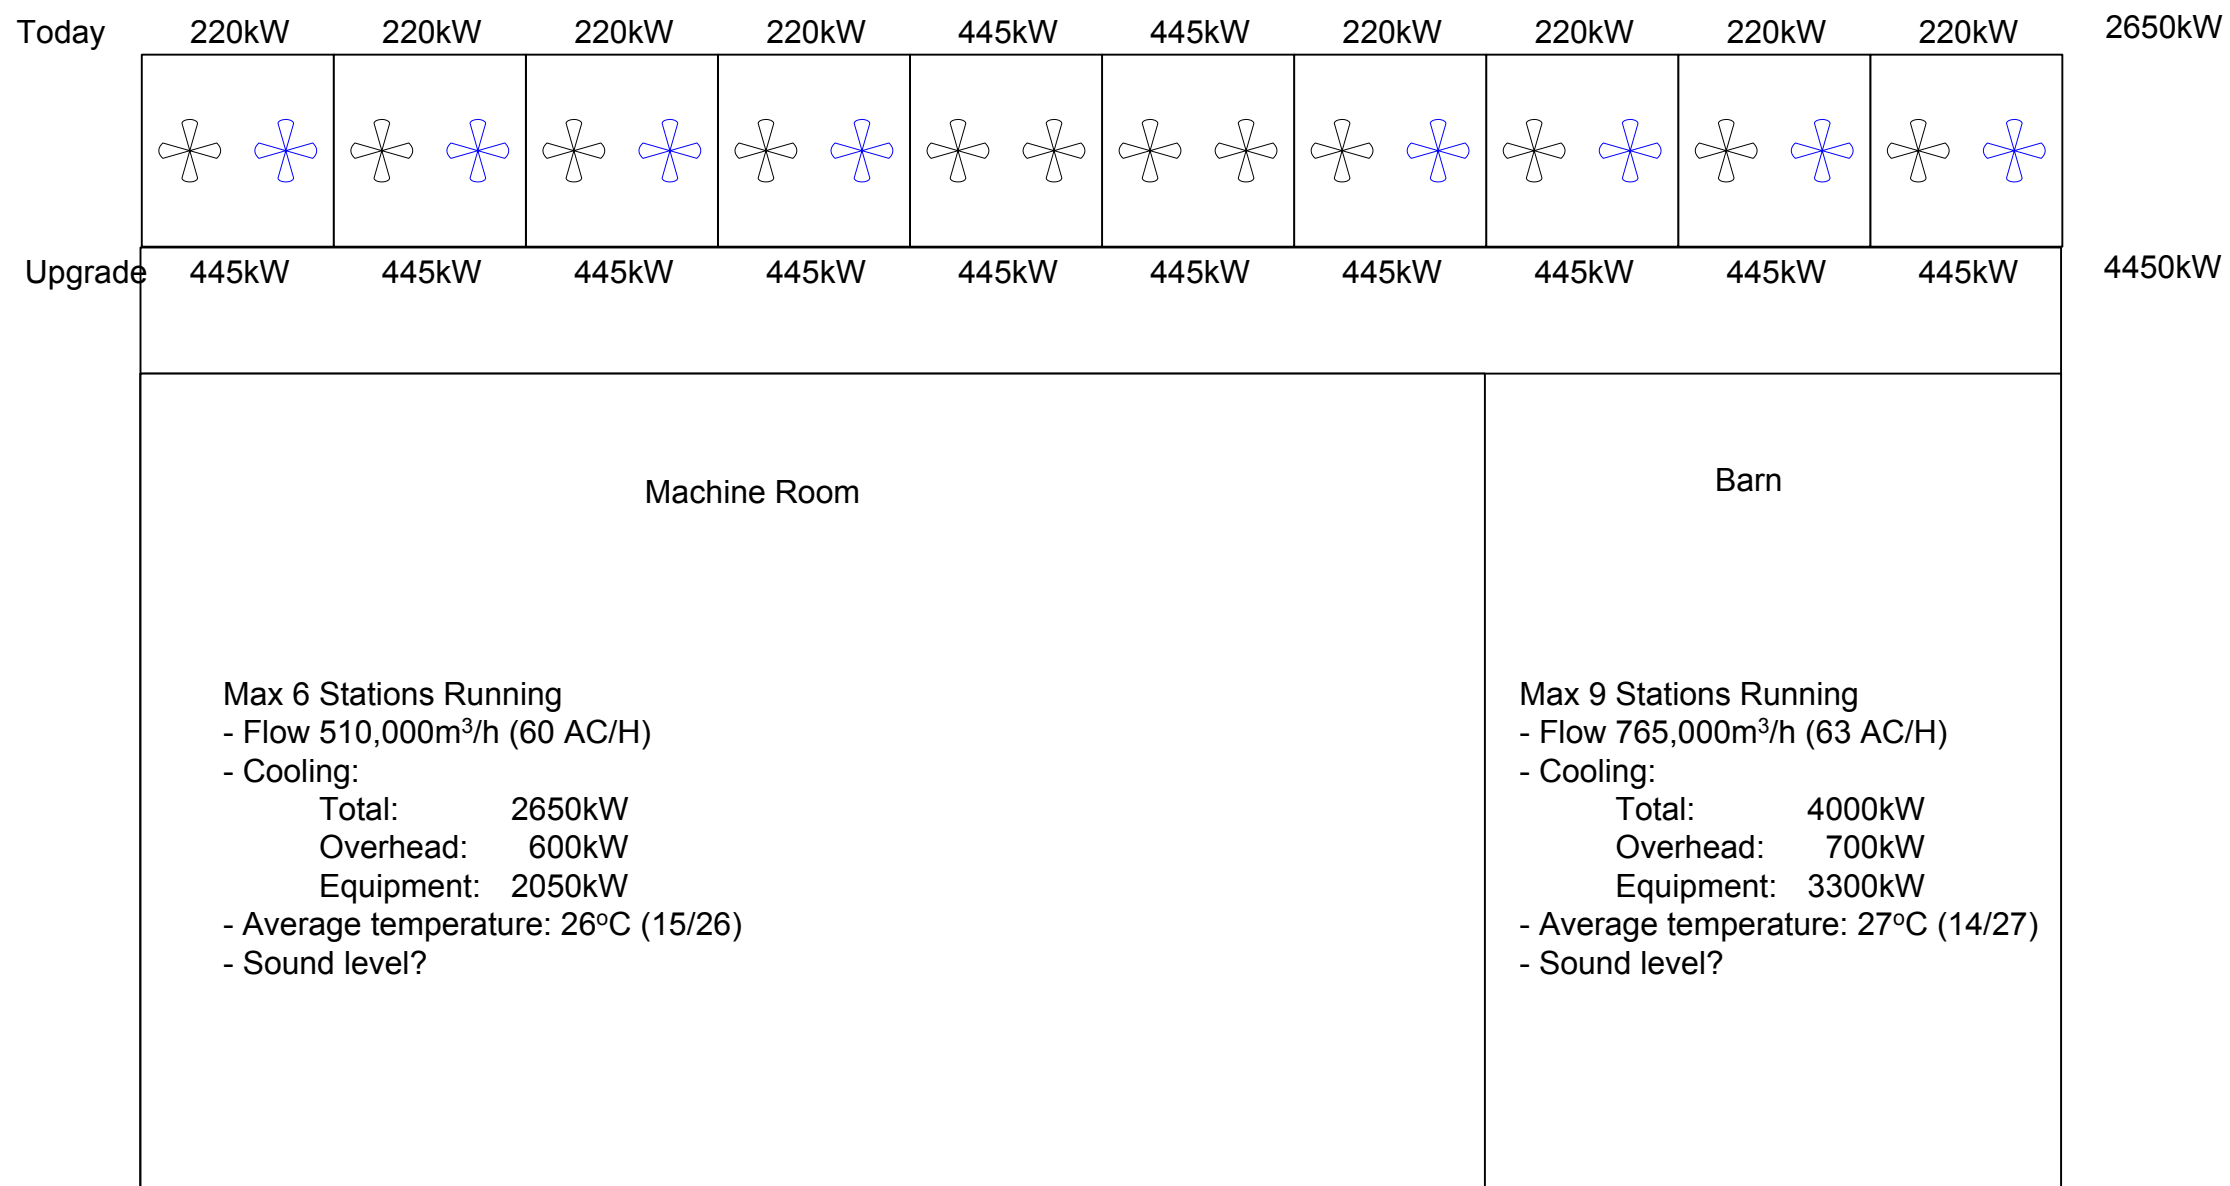 Today 220kW 220kW 220kW 220kW 445kW 445kW 220kW 220kW 220kW 220kW 2650kW
Upgrade 445kW 445kW 445kW 445kW 445kW 445kW 445kW 445kW 445kW 445kW 4450kW
Machine Room
Max 6 Stations Running
- Flow 510,000m³/h (60 AC/H)
- Cooling:
Total: 2650kW
Overhead: 600kW
Equipment: 2050kW
- Average temperature: 26ºC (15/26)
- Sound level?
Barn
Max 9 Stations Running
- Flow 765,000m³/h (63 AC/H)
- Cooling:
Total: 4000kW
Overhead: 700kW
Equipment: 3300kW
- Average temperature: 27ºC (14/27)
- Sound level?